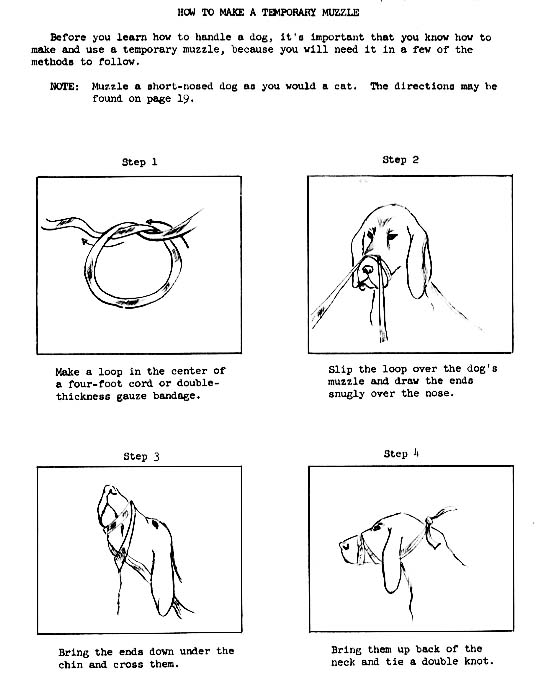 HOW TO MAKE A TEMPORARY MUZZLE
Before you learn how to handle a dog, it's important that you know how to
make and use a temporary muzzle, because you will need it in a few of the
methods to follow.
NOTE: Muzzle a short-nosed dog as you would a cat. The directions may be
found on page 19.
Step 1
Make a loop in the center of
a four-foot cord or double-
thickness gauze bandage.
Step 2
Slip the loop over the dog's
muzzle and draw the ends
snugly over the nose.
Step 3
Bring the ends down under the
chin and cross them.
Step 4
Bring them up back of the
neck and tie a double knot.